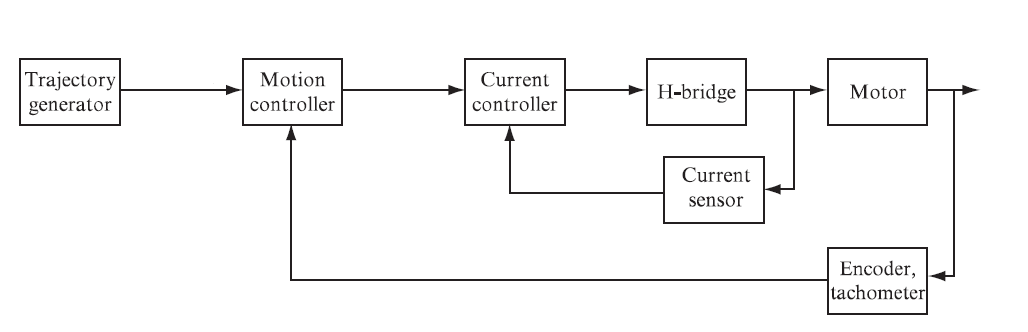 Trajectory
generator
Motion
controller
Current
controller
H-bridge
Motor
Current
sensor
Encoder,
tachometer